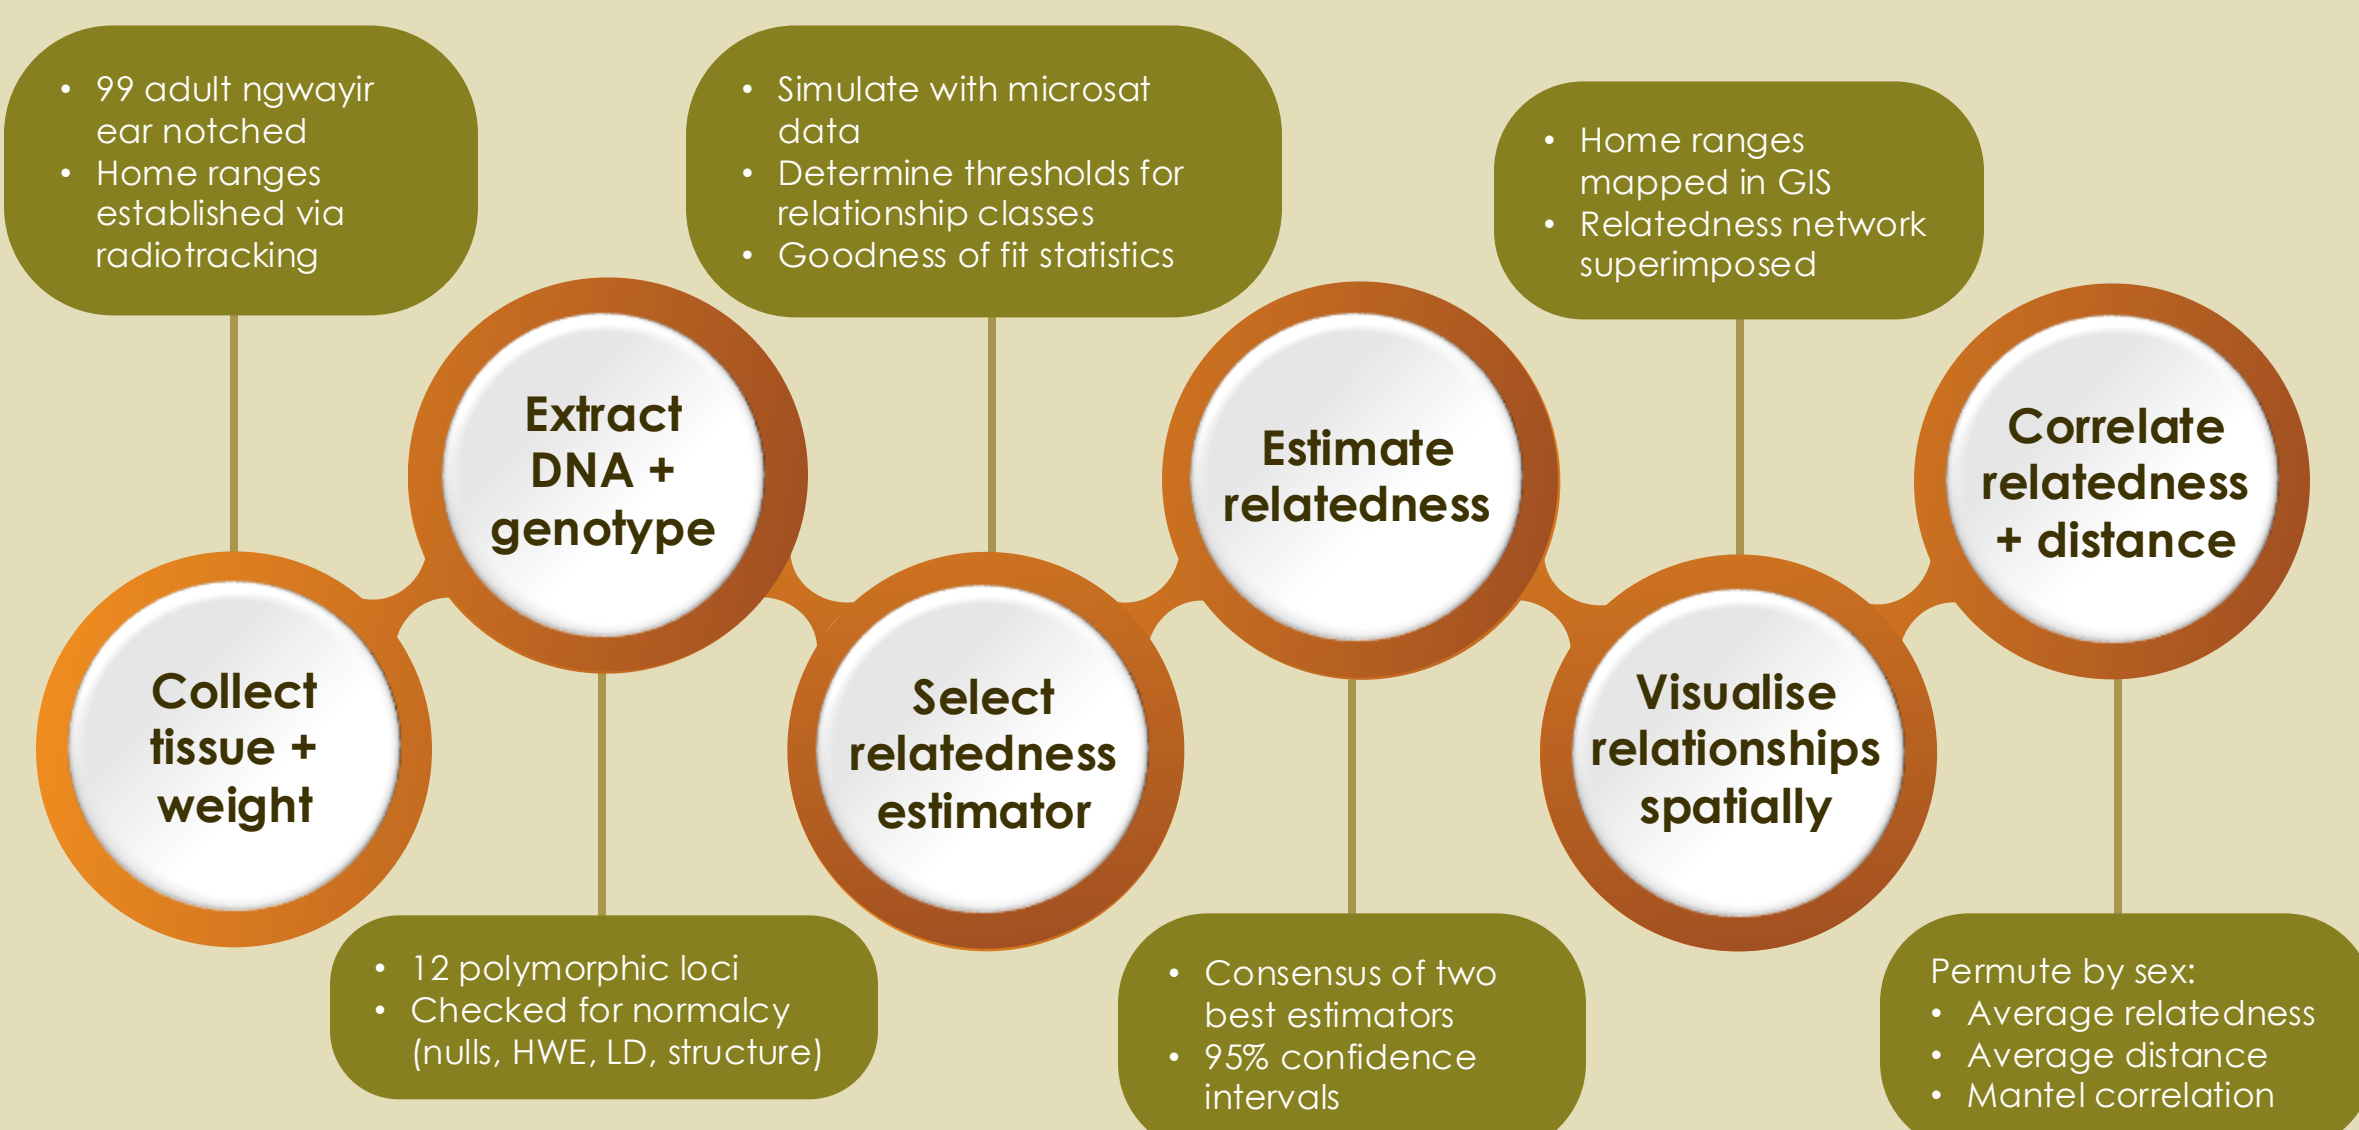 • 99 adult ngwayir
ear notched
• Home ranges
established via
radiotracking
Collect
tissue +
weight
Extract
DNA +
genotype
• 12 polymorphic loci
• Checked for normalcy
(nulls, HWE, LD, structure)
• Simulate with microsat
data
• Determine thresholds for
relationship classes
• Goodness of fit statistics
Select
relatedness
estimator
Estimate
relatedness
• Consensus of two
best estimators
• 95% confidence
intervals
• Home ranges
mapped in GIS
• Relatedness network
superimposed
Visualise
relationships
spatially
Correlate
relatedness
+ distance
Permute by sex:
• Average relatedness
• Average distance
• Mantel correlation